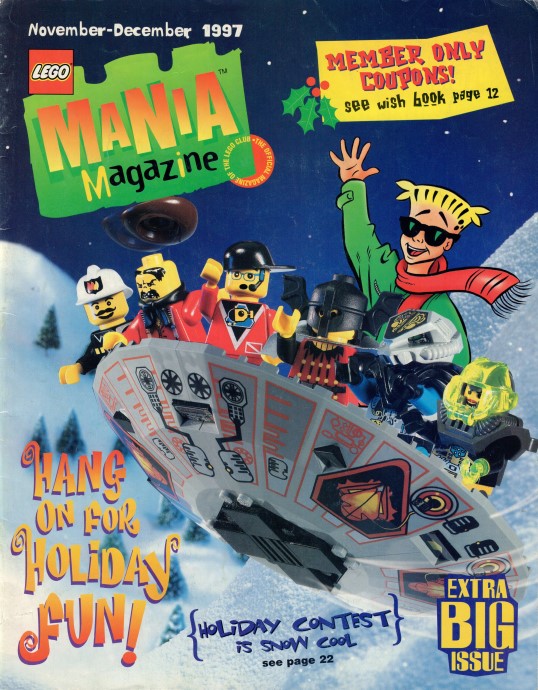 November-December 1997
LEGO
MANIA™
Magazine
THE OFFICIAL MAGAZINE OF THE LEGO CLUB •
MEMBER ONLY
COUPONS!
see wish book page 12
HANG
ON FOR
HOLIDAY
FUN!
{HOLIDAY CONTEST}
IS SNOW COOL
see page 22
EXTRA
BIG
ISSUE